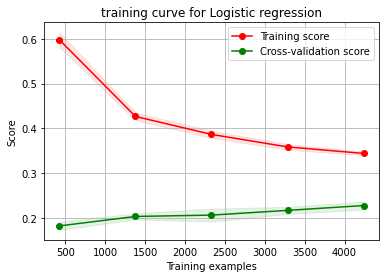 training curve for Logistic regression
Training score
Cross-validation score
Score
0.6
0.5
0.4
0.3
0.2
500 1000 1500 2000 2500 3000 3500 4000
Training examples